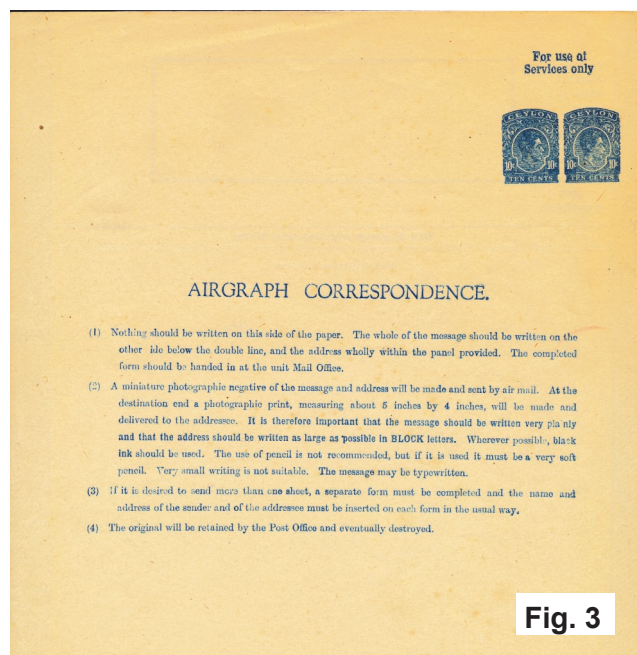 For use of
Services only
CEYLON CEYLON
10c 10c 10c 10c
TEN CENTS TEN CENTS
AIRGRAPH CORRESPONDENCE.
(1) Nothing should be written on this side of the paper. The whole of the message should be written on the
other ide below the double line, and the address wholly within the panel provided. The completed
form should be handed in at the unit Mail Office.
(2) A miniature photographic negative of the message and address will be made and sent by air mail. At the
destination end a photographic print, measuring about 5 inches by 4 inches, will be made and
delivered to the addressee. It is therefore important that the message should be written very pla nly
and that the address should be written as large as possible in BLOCK letters. Wherever possible, black
ink should be used. The use of pencil is not recommended, but if it is used it must be a very soft
pencil. Very small writing is not suitable. The message may be typewritten.
(3) If it is desired to send more than one sheet, a separate form must be completed and the name and
address of the sender and of the addressee must be inserted on each form in the usual way.
(4) The original will be retained by the Post Office and eventually destroyed.
Fig. 3